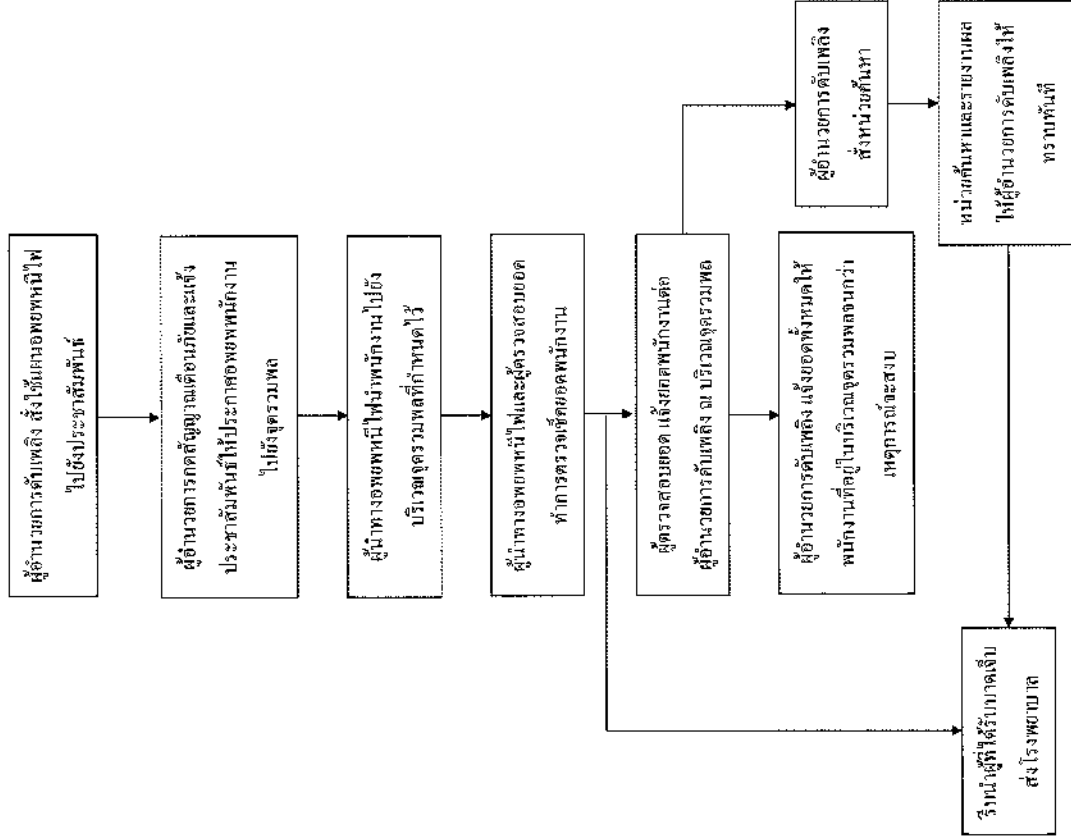 ผู้อำนวยการดับเพลิง สั่งใช้แผนอพยพหนีไฟ
ไปยังประชาสัมพันธ์
ผู้อำนวยการกดสัญญาณเตือนภัยและแจ้ง
ประชาสัมพันธ์ให้ประกาศอพยพพนักงาน
ไปยังจุดรวมพล
ผู้นำทางอพยพหนีไฟนำพนักงานไปยัง
บริเวณจุดรวมพลที่กำหนดไว้
ผู้นำทางอพยพหนีไฟและผู้ตรวจสอบยอด
ทำการตรวจเช็คยอดพนักงาน
ผู้ตรวจสอบยอด แจ้งยอดพนักงานต่อ
ผู้อำนวยการดับเพลิง ณ บริเวณจุดรวมพล
ผู้อำนวยการดับเพลิง แจ้งยอดทั้งหมดให้
พนักงานที่อยู่ในบริเวณจุดรวมพลจนกว่า
เหตุการณ์จะสงบ
ผู้อำนวยการดับเพลิง
สั่งหน่วยค้นหา
หน่วยค้นหาและรายงานผล
ให้ผู้อำนวยการดับเพลิงให้
ทราบทันที
รีบนำผู้ที่ได้รับบาดเจ็บ
ส่งโรงพยาบาล